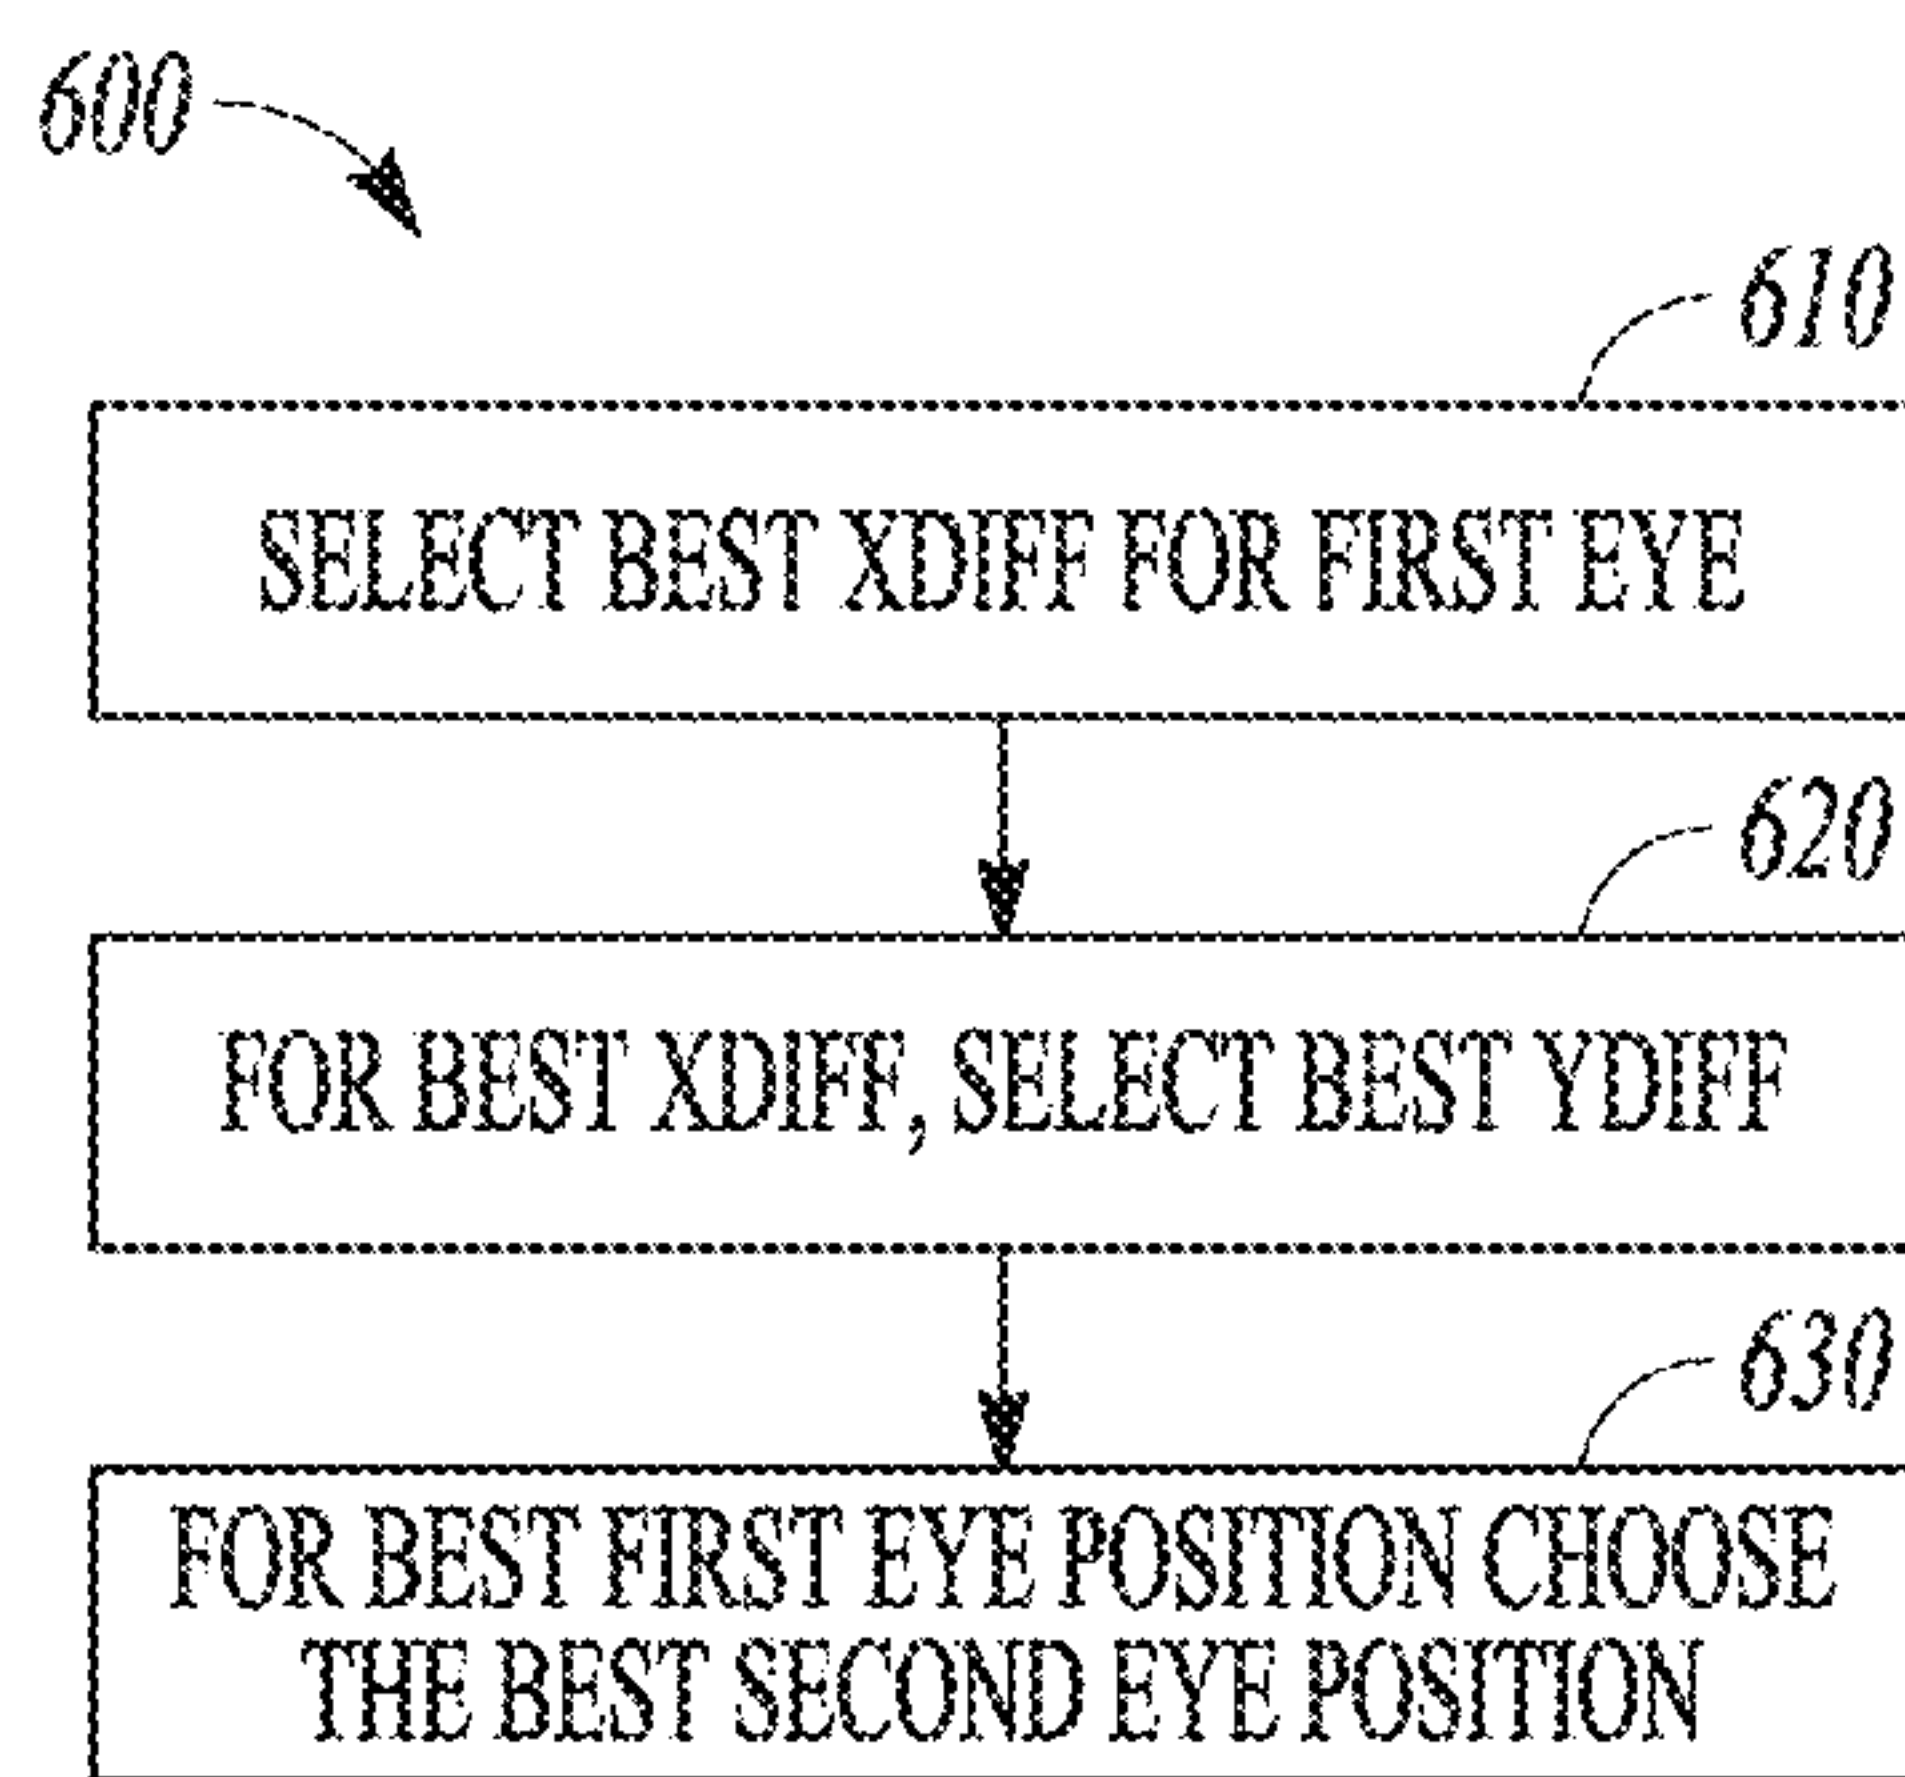 600
610
SELECT BEST XDIFF FOR FIRST EYE
620
FOR BEST XDIFF, SELECT BEST YDIFF
630
FOR BEST FIRST EYE POSITION CHOOSE
THE BEST SECOND EYE POSITION